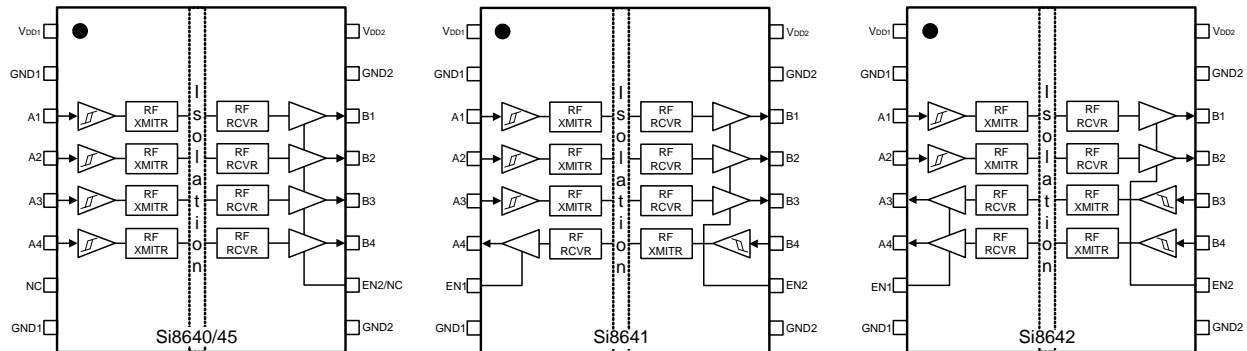 VDD1
VDD2
GND1
GND2
A1
RF XMITR
RF RCVR
B1
A2
RF XMITR
RF RCVR
B2
A3
RF XMITR
RF RCVR
B3
A4
RF XMITR
RF RCVR
B4
Isolation
NC
EN2/NC
GND1
GND2
Si8640/45
VDD1
VDD2
GND1
GND2
A1
RF XMITR
RF RCVR
B1
A2
RF XMITR
RF RCVR
B2
A3
RF XMITR
RF RCVR
B3
A4
RF RCVR
RF XMITR
B4
Isolation
EN1
EN2
GND1
GND2
Si8641
VDD1
VDD2
GND1
GND2
A1
RF XMITR
RF RCVR
B1
A2
RF XMITR
RF RCVR
B2
A3
RF RCVR
RF XMITR
B3
A4
RF RCVR
RF XMITR
B4
Isolation
EN1
EN2
GND1
GND2
Si8642